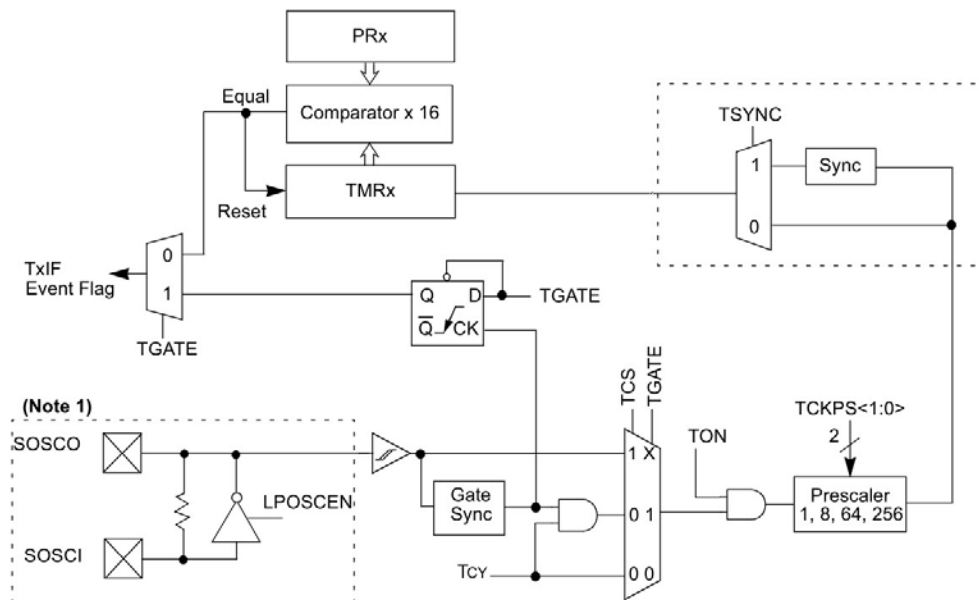 PRx
Equal
Comparator x 16
TSYNC
1
Sync
TMRx
Reset
0
0
TxIF
Event Flag
1
Q D
TGATE
Q̅ CK
TGATE
TCS
TGATE
(Note 1)
TCKPS<1:0>
SOSCO
2
TON
1 X
LPOSCEN
Gate
Sync
0 1
Prescaler
1, 8, 64, 256
SOSCI
TCY
0 0